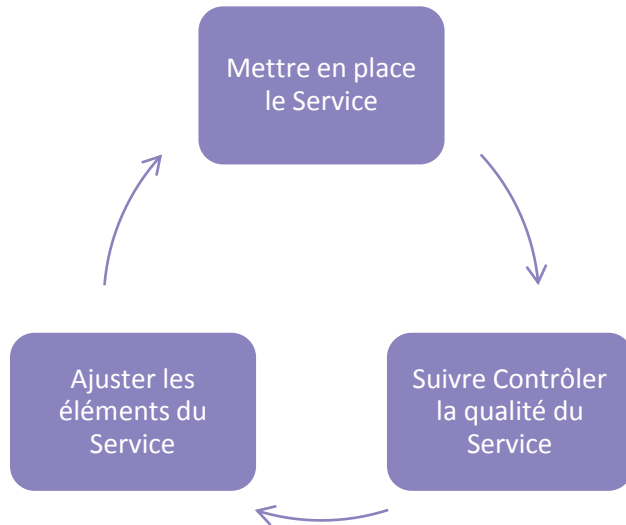 Mettre en place
le Service
Suivre Contrôler
la qualité du
Service
Ajuster les
éléments du
Service